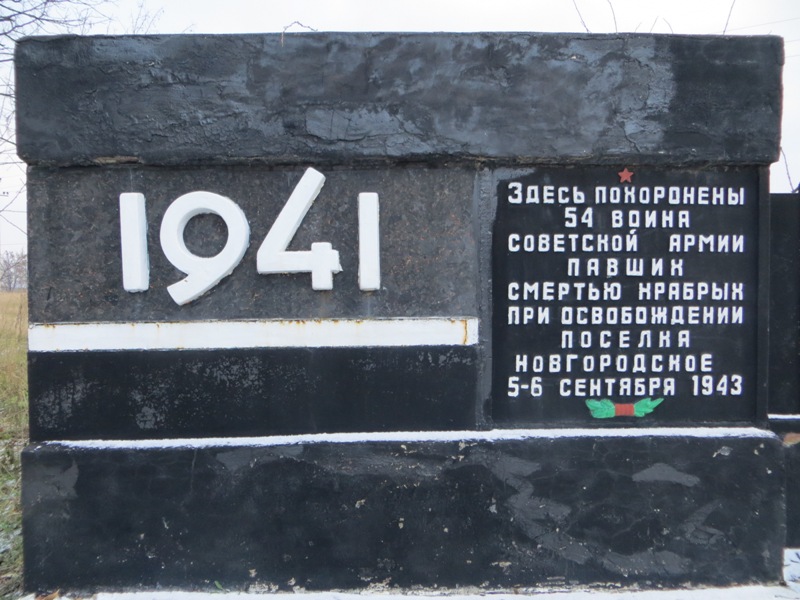 1941
ЗДЕСЬ ПОХОРОНЕНЫ
54 ВОИНА
СОВЕТСКОЙ АРМИИ
ПАВШИХ
СМЕРТЬЮ ХРАБРЫХ
ПРИ ОСВОБОЖДЕНИИ
ПОСЕЛКА
НОВГОРОДСКОЕ
5-6 СЕНТЯБРЯ 1943